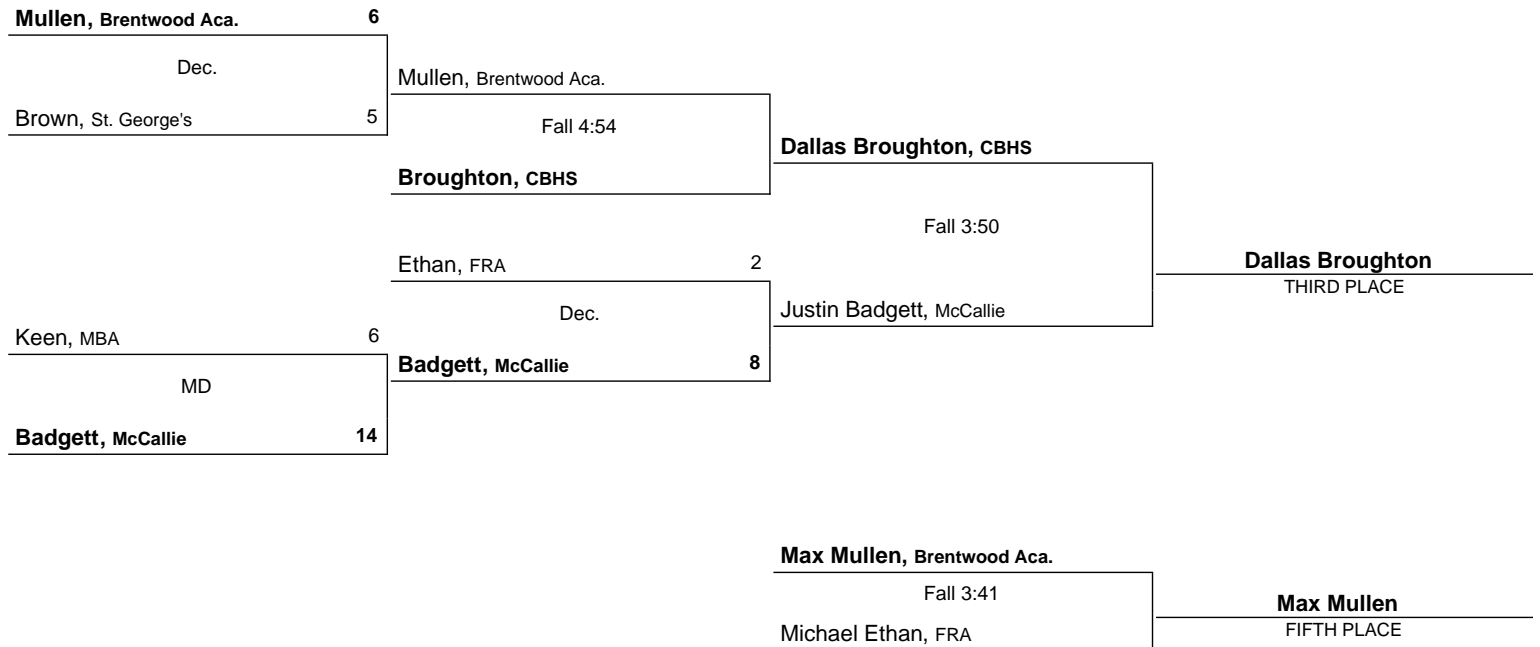 Mullen, Brentwood Aca. 6
Dec.
Mullen, Brentwood Aca.
Brown, St. George's 5
Fall 4:54
Dallas Broughton, CBHS
Broughton, CBHS
Fall 3:50
Ethan, FRA 2
Dallas Broughton
THIRD PLACE
Dec.
Justin Badgett, McCallie
Keen, MBA 6
Badgett, McCallie 8
MD
Badgett, McCallie 14
Max Mullen, Brentwood Aca.
Fall 3:41
Max Mullen
FIFTH PLACE
Michael Ethan, FRA